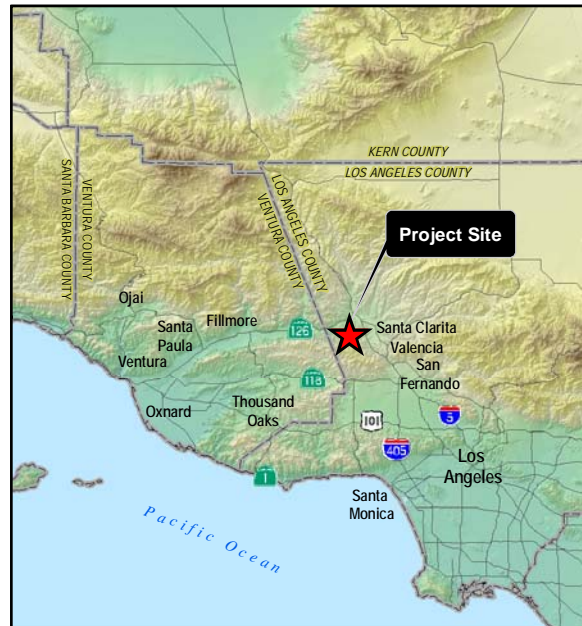 KERN COUNTY
LOS ANGELES COUNTY
SANTA BARBARA COUNTY
VENTURA COUNTY
LOS ANGELES COUNTY
VENTURA COUNTY
Project Site
Ojai
Santa
Paula
Fillmore
126
Santa Clarita
Valencia
San
Fernando
Ventura
118
Oxnard
Thousand
Oaks
101
5
405
Los
Angeles
1
Santa
Monica
Pacific Ocean